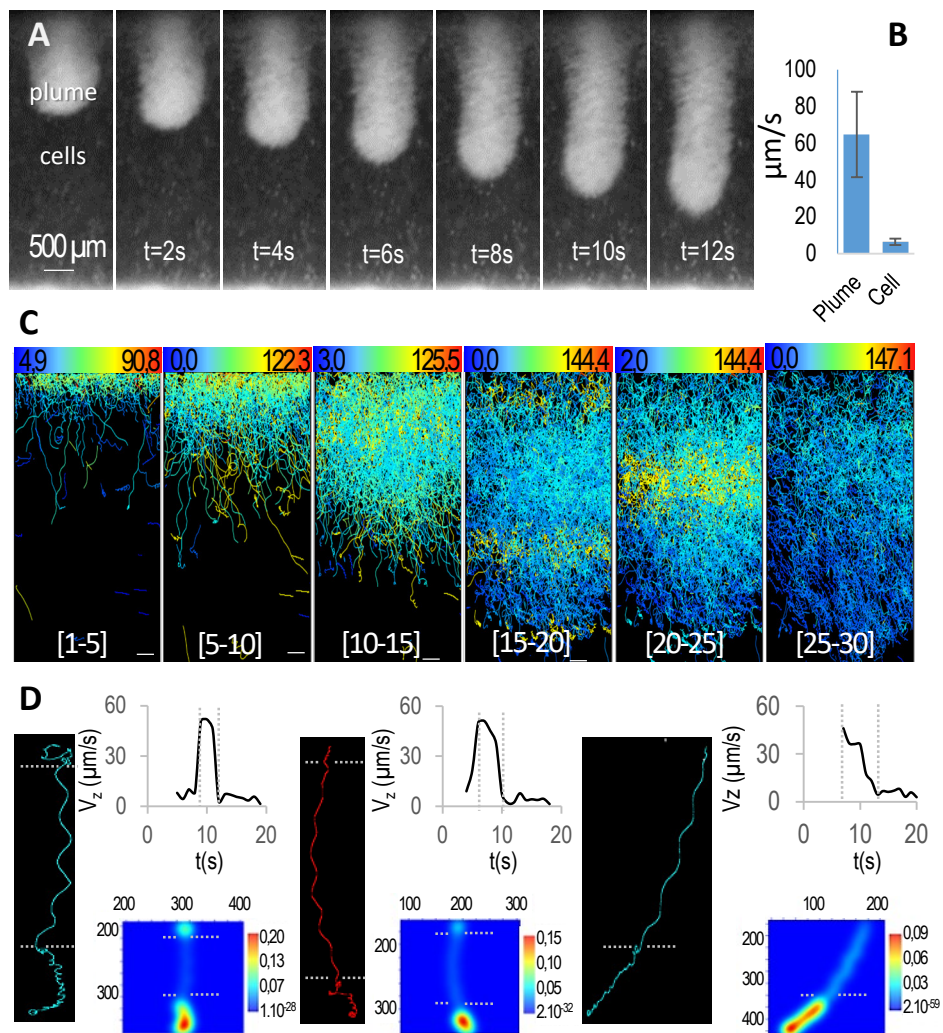 A
plume
cells
500 µm
t=2s
t=4s
t=6s
t=8s
t=10s
t=12s
B
µm/s
100
80
60
40
20
0
Plume
Cell
C
4.9 90.8
0.0 122.3
3.0 125.5
0.0 144.4
2.0 144.4
0.0 147.1
[1-5]
[5-10]
[10-15]
[15-20]
[20-25]
[25-30]
D
Vz (µm/s)
60
30
0
0 10 20
t(s)
200 300 400
200
300
0,20
0,13
0,07
1.10-28
Vz (µm/s)
60
30
0
0 10 20
t(s)
100 200 300
200
300
0,15
0,10
0,05
2.10-32
Vz (µm/s)
60
30
0
0 10 20
t(s)
100 200
200
300
400
0,09
0,06
0,03
2.10-59